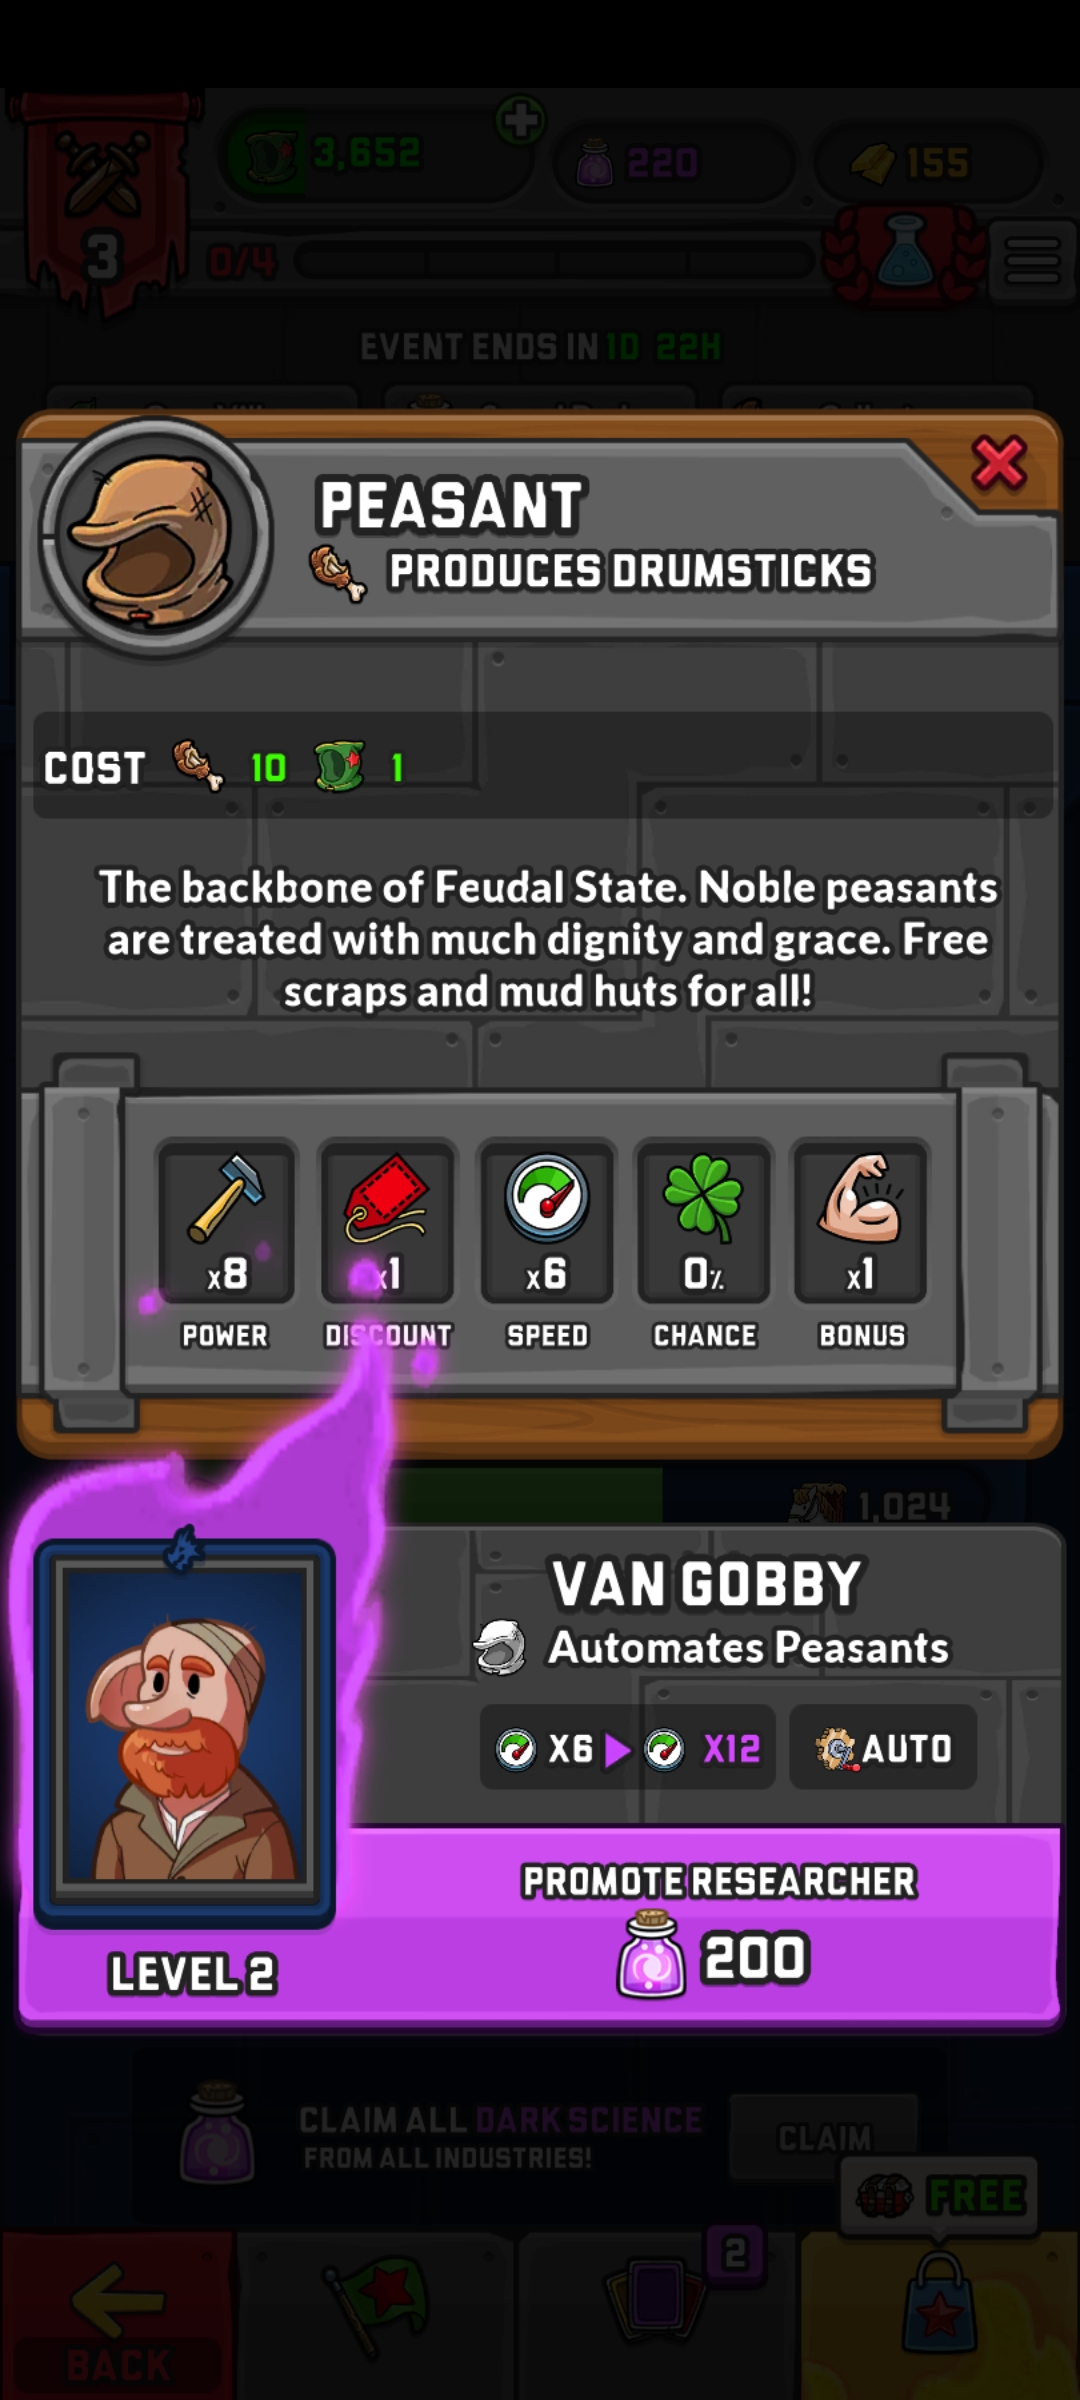 3,652
220
155
3
0/4
EVENT ENDS IN 1D 22H
PEASANT
PRODUCES DRUMSTICKS
COST 10 1
The backbone of Feudal State. Noble peasants
are treated with much dignity and grace. Free
scraps and mud huts for all!
x8
x1
x6
0%
x1
POWER
DISCOUNT
SPEED
CHANCE
BONUS
1,024
VAN GOBBY
Automates Peasants
X6 X12 AUTO
PROMOTE RESEARCHER
200
LEVEL 2
CLAIM ALL DARK SCIENCE
FROM ALL INDUSTRIES!
CLAIM
FREE
2
BACK